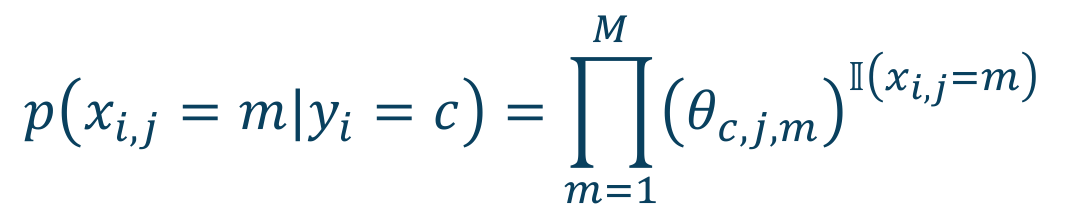 p(x_{i,j} = m|y_i = c) = ∏_{m=1}^{M} (θ_{c,j,m})^{𝕀(x_{i,j}=m)}